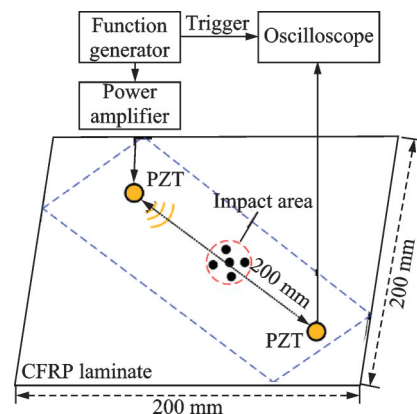 Function
generator
Trigger
Oscilloscope
Power
amplifier
PZT
Impact area
200 mm
200 mm
PZT
CFRP laminate
200 mm